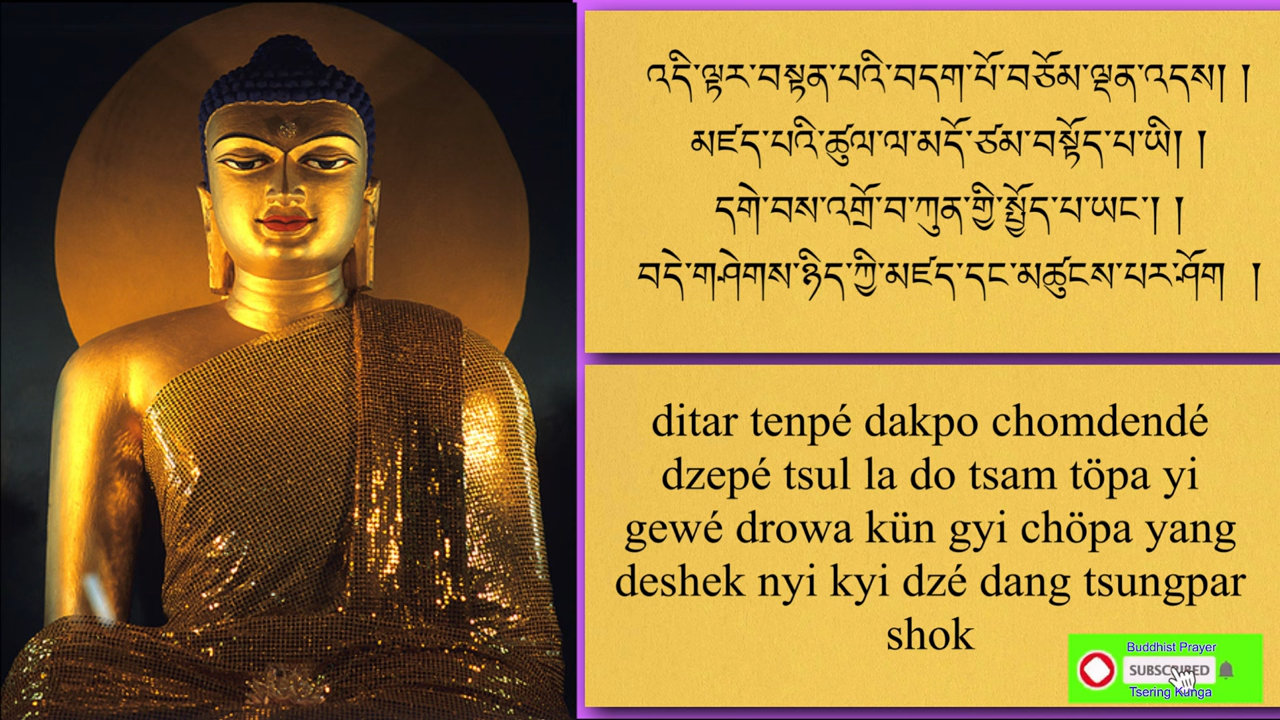 འདི་ལྟར་བསྟན་པའི་བདག་པོ་བཅོམ་ལྡན་འདས། །
མཛད་པའི་ཚུལ་ལ་མདོ་ཙམ་བསྟོད་པ་ཡི། །
དགེ་བས་འགྲོ་བ་ཀུན་གྱི་སྤྱོད་པ་ཡང་། །
བདེ་གཤེགས་ཉིད་ཀྱི་མཛད་དང་མཚུངས་པར་ཤོག །
ditar tenpé dakpo chomdendé
dzepé tsul la do tsam töpa yi
gewé drowa kün gyi chöpa yang
deshek nyi kyi dzé dang tsungpar
shok
Buddhist Prayer
SUBSCRIBED
Tsering Kunga